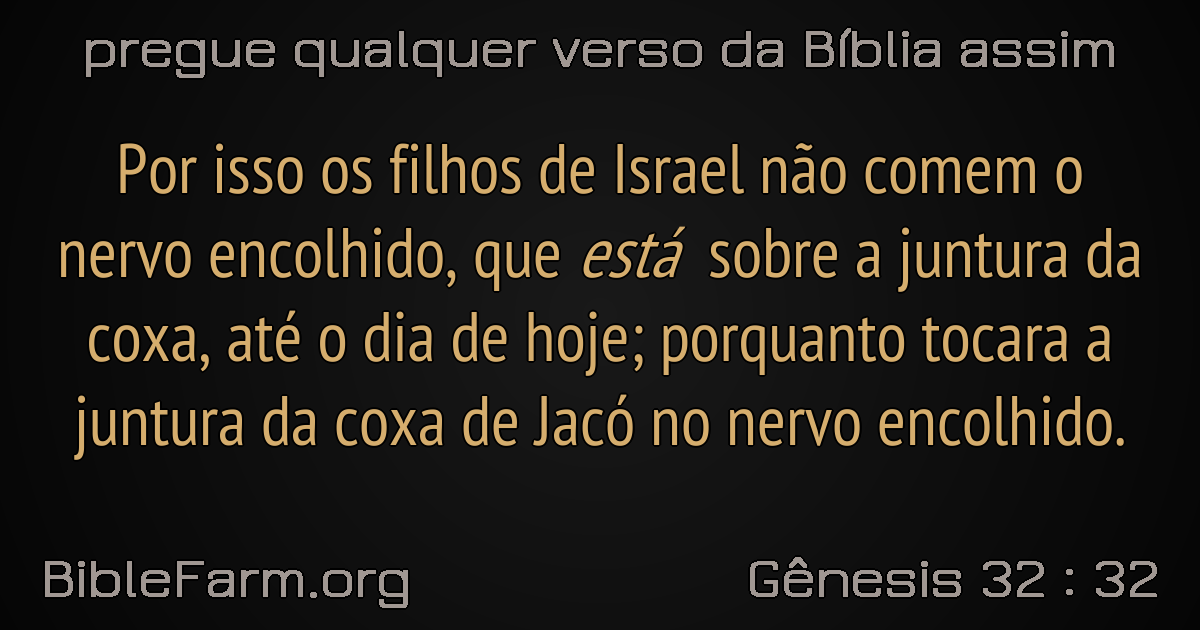 pregue qualquer verso da Bíblia assim
Por isso os filhos de Israel não comem o
nervo encolhido, que está sobre a juntura da
coxa, até o dia de hoje; porquanto tocara a
juntura da coxa de Jacó no nervo encolhido.
BibleFarm.org
Gênesis 32 : 32